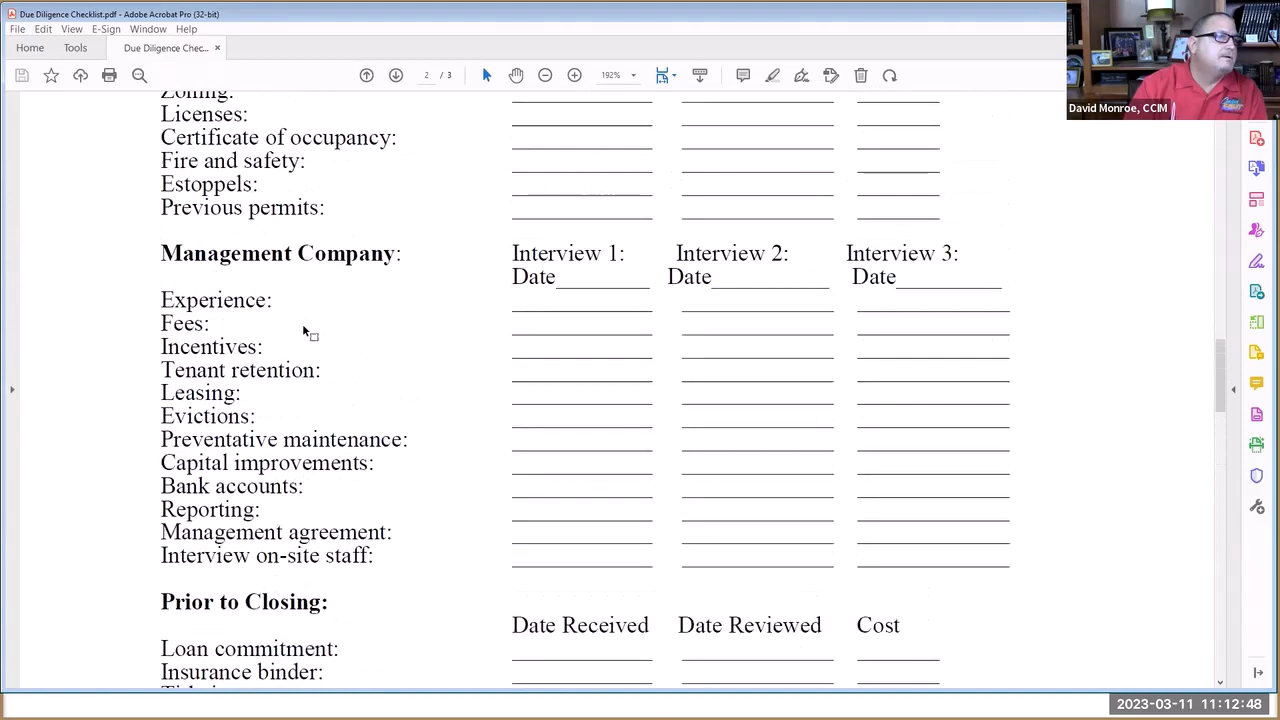 Due Diligence Checklist.pdf - Adobe Acrobat Pro (32-bit)
File Edit View E-Sign Window Help
Home Tools Due Diligence Chec... ×
2 / 3 192%
David Monroe, CCIM
Zoning:
Licenses:
Certificate of occupancy:
Fire and safety:
Estoppels:
Previous permits:
Management Company: Interview 1: Interview 2: Interview 3:
Date Date Date
Experience:
Fees:
Incentives:
Tenant retention:
Leasing:
Evictions:
Preventative maintenance:
Capital improvements:
Bank accounts:
Reporting:
Management agreement:
Interview on-site staff:
Prior to Closing:
Date Received Date Reviewed Cost
Loan commitment:
Insurance binder:
2023-03-11 11:12:48